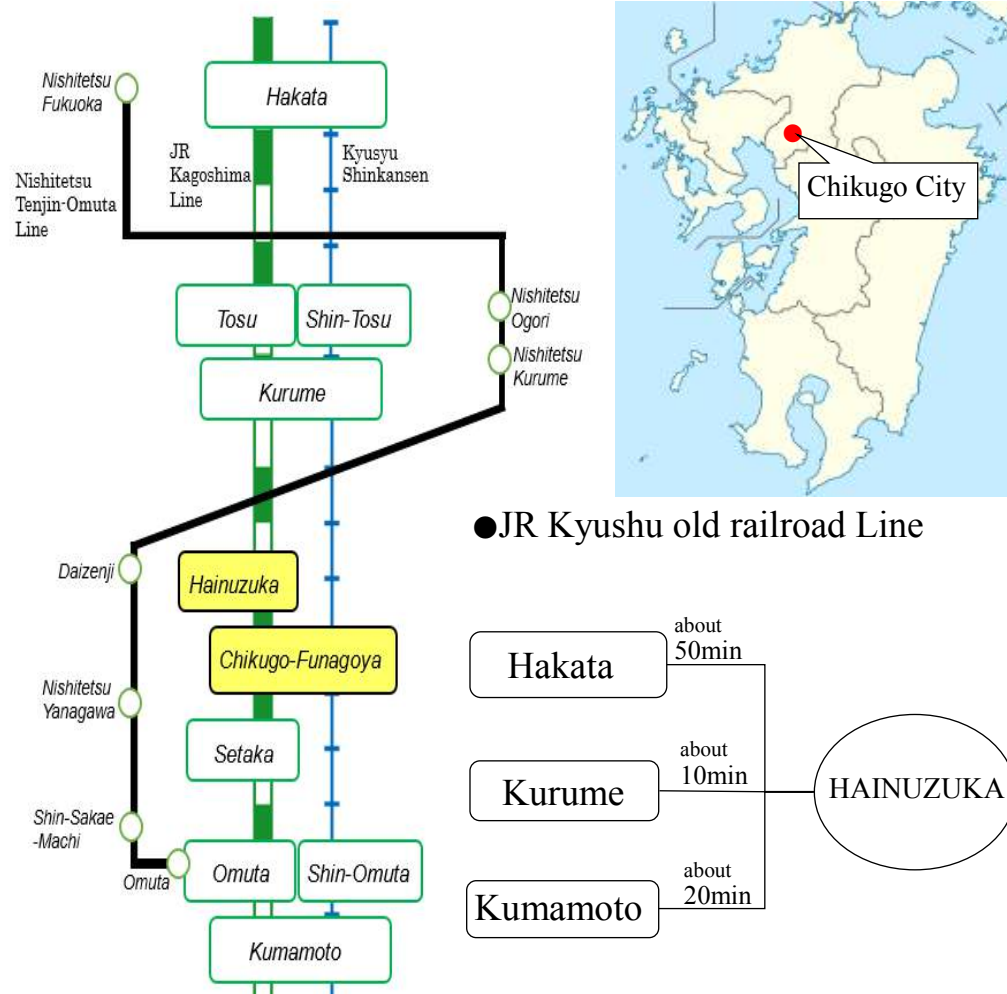 Nishitetsu
Fukuoka
Hakata
Nishitetsu
Tenjin-Omuta
Line
JR
Kagoshima
Line
Kyusyu
Shinkansen
Tosu
Shin-Tosu
Nishitetsu
Ogori
Kurume
Nishitetsu
Kurume
Daizenji
Hainuzuka
Chikugo-Funagoya
Nishitetsu
Yanagawa
Setaka
Shin-Sakae
-Machi
Omuta
Omuta
Shin-Omuta
Kumamoto
Chikugo City
●JR Kyushu old railroad Line
Hakata
about
50min
Kurume
about
10min
Kumamoto
about
20min
HAINUZUKA